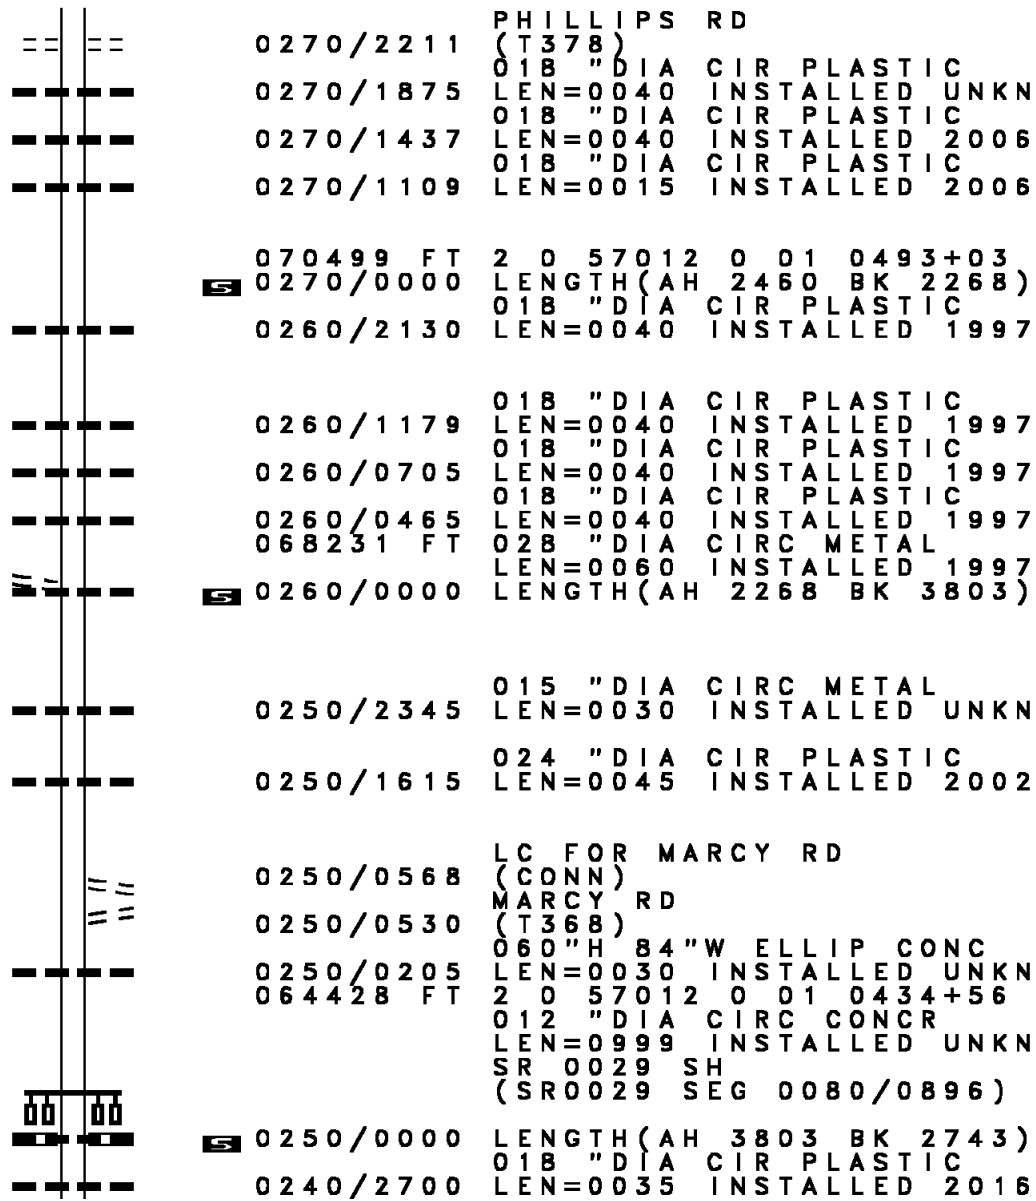 PHILLIPS RD
0270/2211 (T378)
018 "DIA CIR PLASTIC
0270/1875 LEN=0040 INSTALLED UNKN
018 "DIA CIR PLASTIC
0270/1437 LEN=0040 INSTALLED 2006
018 "DIA CIR PLASTIC
0270/1109 LEN=0015 INSTALLED 2006
070499 FT 2 0 57012 0 01 0493+03
S 0270/0000 LENGTH(AH 2460 BK 2268)
018 "DIA CIR PLASTIC
0260/2130 LEN=0040 INSTALLED 1997
018 "DIA CIR PLASTIC
0260/1179 LEN=0040 INSTALLED 1997
018 "DIA CIR PLASTIC
0260/0705 LEN=0040 INSTALLED 1997
018 "DIA CIR PLASTIC
0260/0465 LEN=0040 INSTALLED 1997
068231 FT 028 "DIA CIRC METAL
LEN=0060 INSTALLED 1997
S 0260/0000 LENGTH(AH 2268 BK 3803)
015 "DIA CIRC METAL
0250/2345 LEN=0030 INSTALLED UNKN
024 "DIA CIR PLASTIC
0250/1615 LEN=0045 INSTALLED 2002
LC FOR MARCY RD
0250/0568 (CONN)
MARCY RD
0250/0530 (T368)
060"H 84"W ELLIP CONC
0250/0205 LEN=0030 INSTALLED UNKN
064428 FT 2 0 57012 0 01 0434+56
012 "DIA CIRC CONCR
LEN=0999 INSTALLED UNKN
SR 0029 SH
(SR0029 SEG 0080/0896)
S 0250/0000 LENGTH(AH 3803 BK 2743)
018 "DIA CIR PLASTIC
0240/2700 LEN=0035 INSTALLED 2016